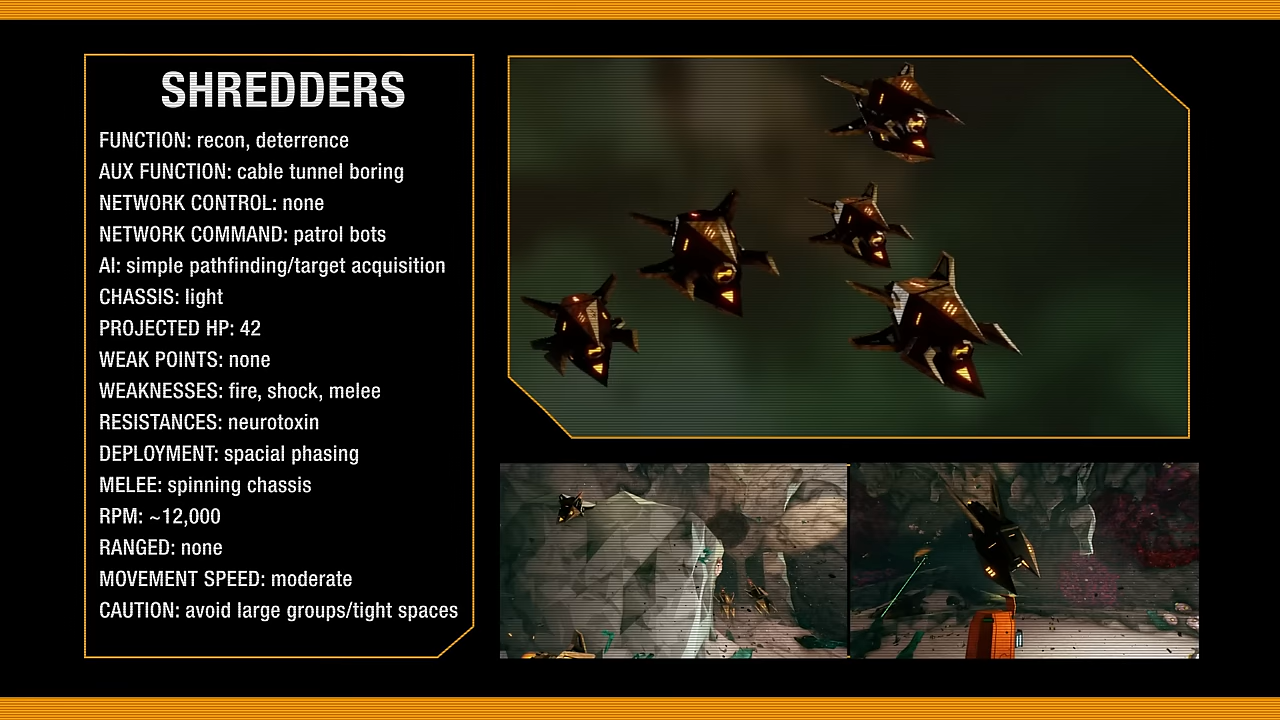 SHREDDERS
FUNCTION: recon, deterrence
AUX FUNCTION: cable tunnel boring
NETWORK CONTROL: none
NETWORK COMMAND: patrol bots
AI: simple pathfinding/target acquisition
CHASSIS: light
PROJECTED HP: 42
WEAK POINTS: none
WEAKNESSES: fire, shock, melee
RESISTANCES: neurotoxin
DEPLOYMENT: spacial phasing
MELEE: spinning chassis
RPM: ~12,000
RANGED: none
MOVEMENT SPEED: moderate
CAUTION: avoid large groups/tight spaces